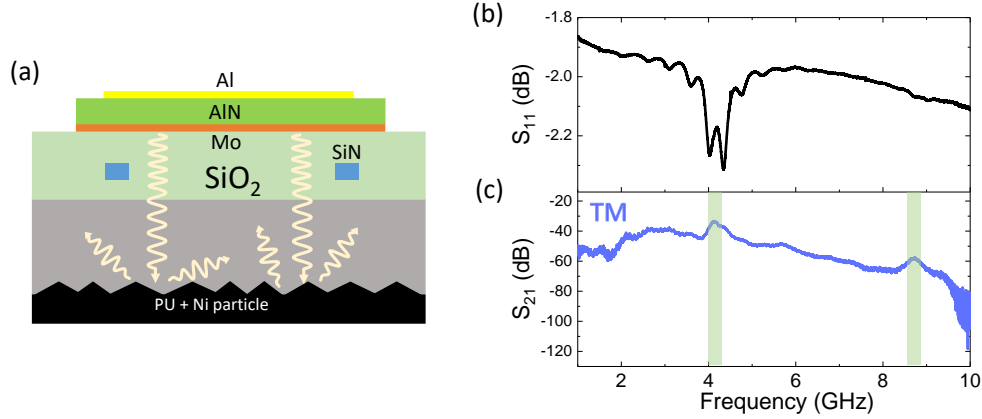 (a)
Al
AlN
Mo
SiN
SiO2
PU + Ni particle
(b)
-1.8
-2.0
-2.2
S11 (dB)
(c)
TM
-20
-40
-60
-80
-100
-120
S21 (dB)
2 4 6 8 10
Frequency (GHz)